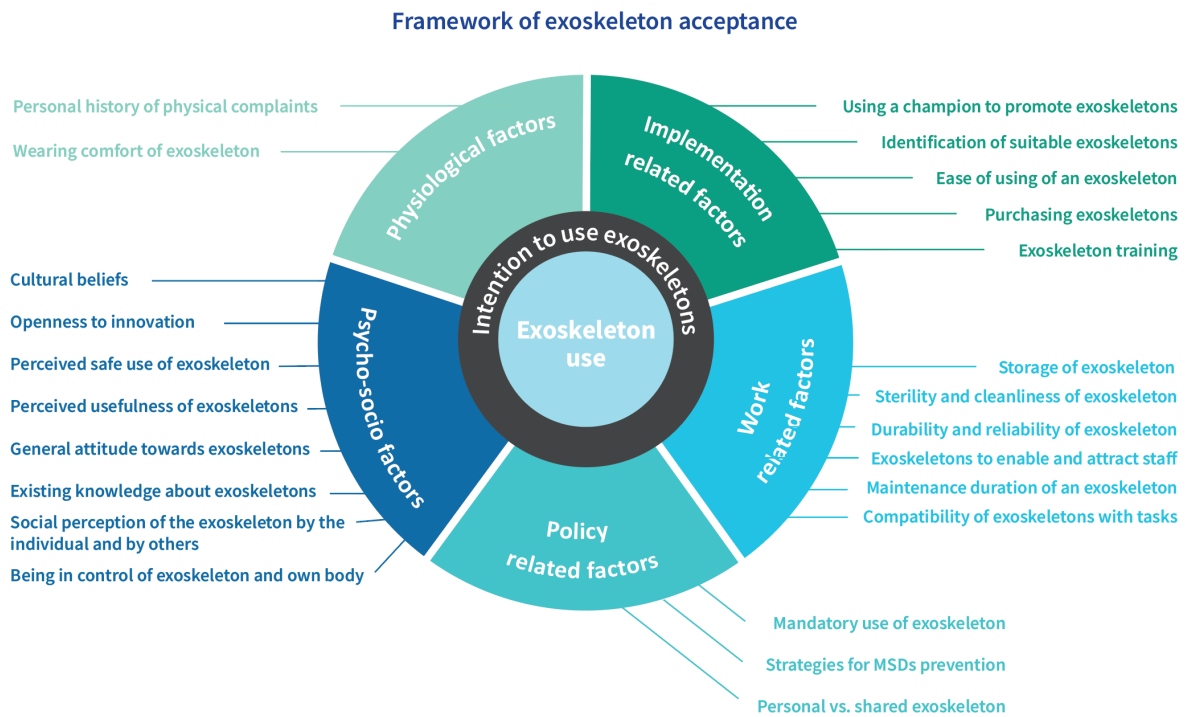 Framework of exoskeleton acceptance
Physiological factors
Personal history of physical complaints
Wearing comfort of exoskeleton
Implementation
related factors
Using a champion to promote exoskeletons
Identification of suitable exoskeletons
Ease of using of an exoskeleton
Purchasing exoskeletons
Exoskeleton training
Psycho-socio factors
Cultural beliefs
Openness to innovation
Perceived safe use of exoskeleton
Perceived usefulness of exoskeletons
General attitude towards exoskeletons
Existing knowledge about exoskeletons
Social perception of the exoskeleton by the
individual and by others
Being in control of exoskeleton and own body
Intention to use exoskeletons
Exoskeleton
use
Work
related factors
Storage of exoskeleton
Sterility and cleanliness of exoskeleton
Durability and reliability of exoskeleton
Exoskeletons to enable and attract staff
Maintenance duration of an exoskeleton
Compatibility of exoskeletons with tasks
Policy
related factors
Mandatory use of exoskeleton
Strategies for MSDs prevention
Personal vs. shared exoskeleton